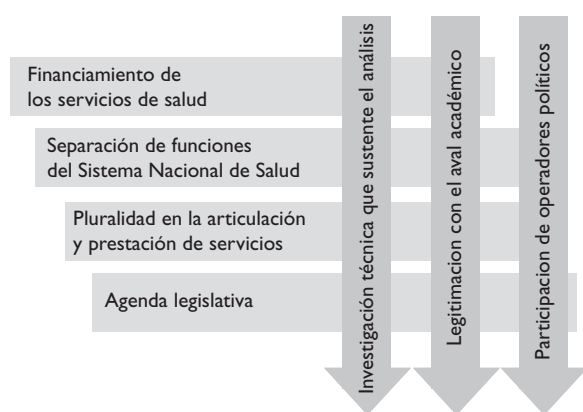 Financiamiento de
los servicios de salud
Separación de funciones
del Sistema Nacional de Salud
Pluralidad en la articulación
y prestación de servicios
Agenda legislativa
Investigación técnica que sustente el análisis
Legitimacion con el aval académico
Participacion de operadores políticos